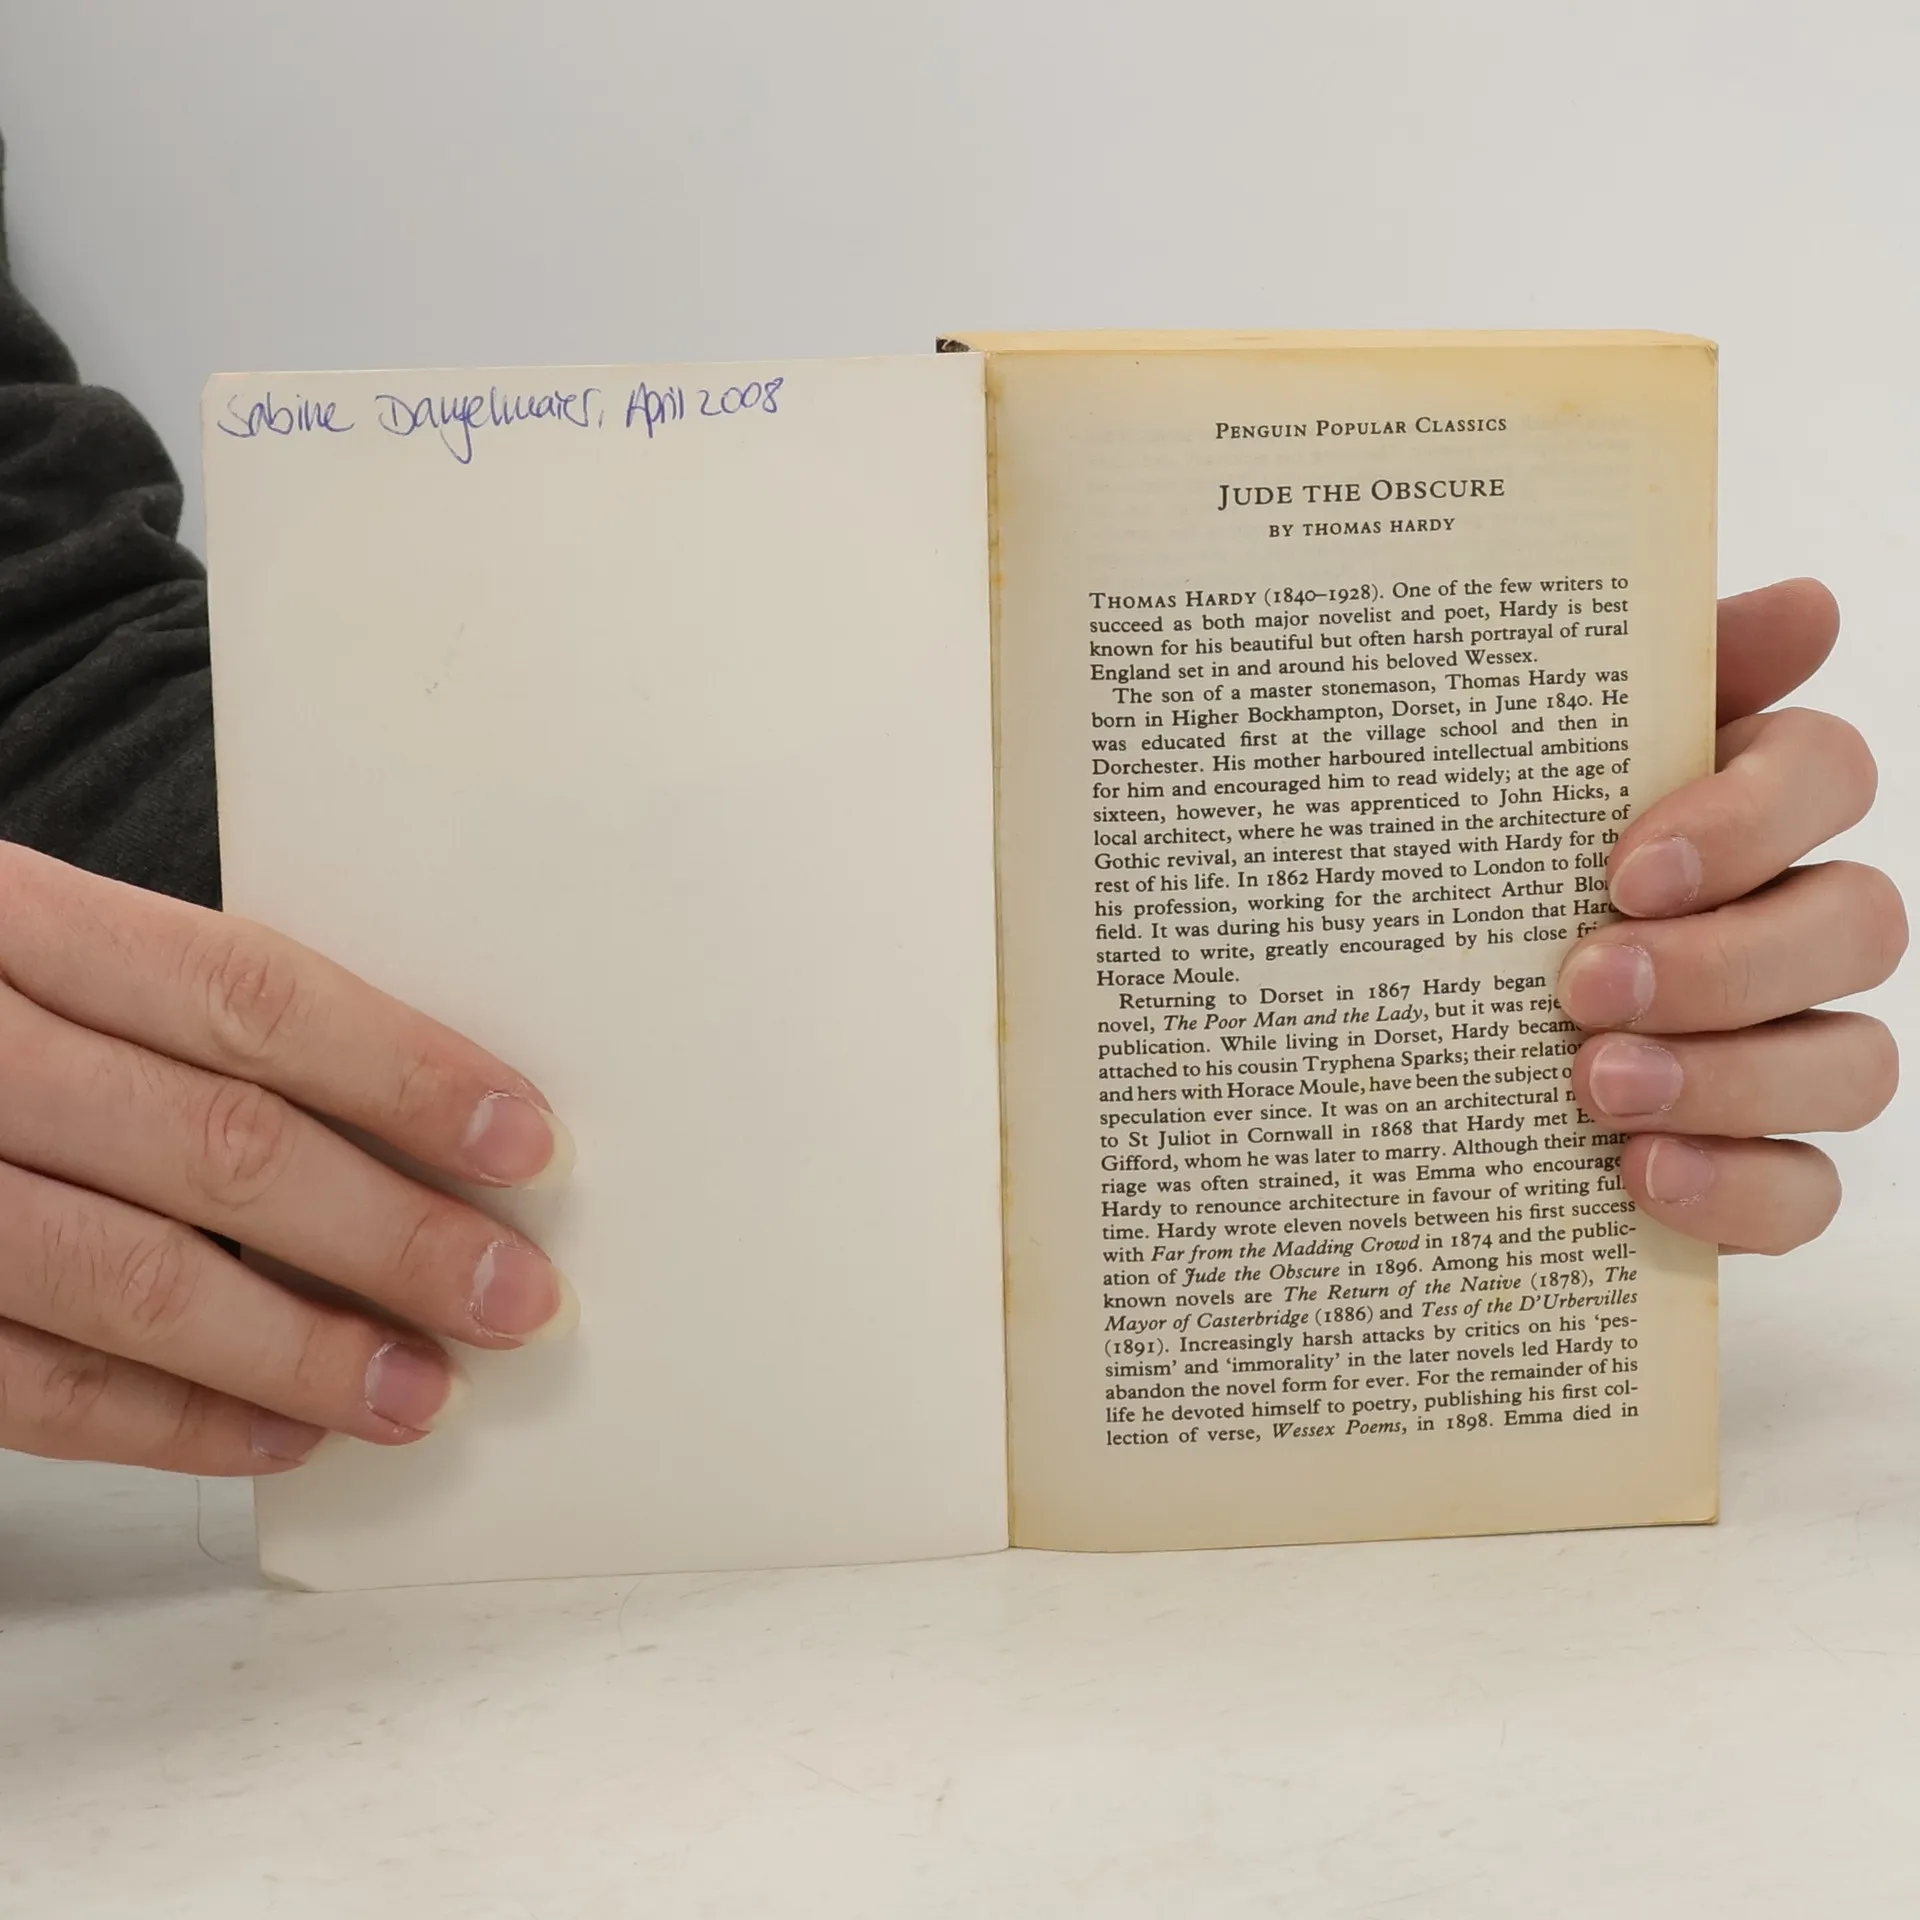 Sabine Dangelmaier, April 2008
PENGUIN POPULAR CLASSICS
JUDE THE OBSCURE
BY THOMAS HARDY
THOMAS HARDY (1840–1928). One of the few writers to
succeed as both major novelist and poet, Hardy is best
known for his beautiful but often harsh portrayal of rural
England set in and around his beloved Wessex.
The son of a master stonemason, Thomas Hardy was
born in Higher Bockhampton, Dorset, in June 1840. He
was educated first at the village school and then in
Dorchester. His mother harboured intellectual ambitions
for him and encouraged him to read widely; at the age of
sixteen, however, he was apprenticed to John Hicks, a
local architect, where he was trained in the architecture of
Gothic revival, an interest that stayed with Hardy for
rest of his life. In 1862 Hardy moved to London to
his profession, working for the architect Arthur
field. It was during his busy years in London that
started to write, greatly encouraged by his close
Horace Moule.
Returning to Dorset in 1867 Hardy began
novel, The Poor Man and the Lady, but it was
publication. While living in Dorset, Hardy
attached to his cousin Tryphena Sparks; their
and hers with Horace Moule, have been the subject
speculation ever since. It was on an architectural
to St Juliot in Cornwall in 1868 that Hardy met
Gifford, whom he was later to marry. Although their mar-
riage was often strained, it was Emma who
Hardy to renounce architecture in favour of writing
time. Hardy wrote eleven novels between his first success
with Far from the Madding Crowd in 1874 and the public-
ation of Jude the Obscure in 1896. Among his most well-
known novels are The Return of the Native (1878), The
Mayor of Casterbridge (1886) and Tess of the D'Urbervilles
(1891). Increasingly harsh attacks by critics on his 'pes-
simism' and 'immorality' in the later novels led Hardy to
abandon the novel form for ever. For the remainder of his
life he devoted himself to poetry, publishing his first col-
lection of verse, Wessex Poems, in 1898. Emma died in